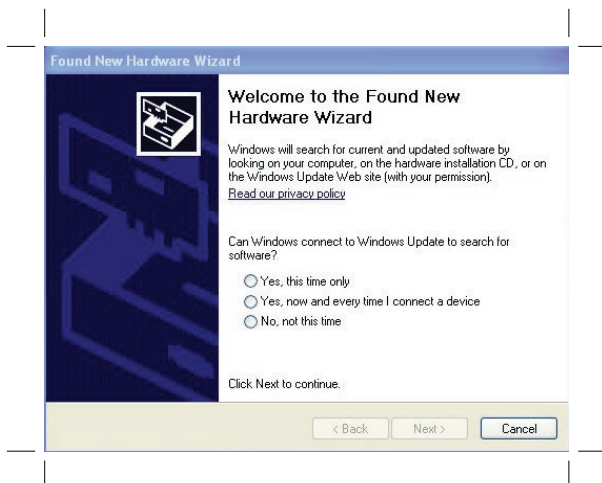 Found New Hardware Wizard
Welcome to the Found New
Hardware Wizard
Windows will search for current and updated software by
looking on your computer, on the hardware installation CD, or on
the Windows Update Web site (with your permission).
Read our privacy policy
Can Windows connect to Windows Update to search for
software?
Yes, this time only
Yes, now and every time I connect a device
No, not this time
Click Next to continue.
< Back Next > Cancel